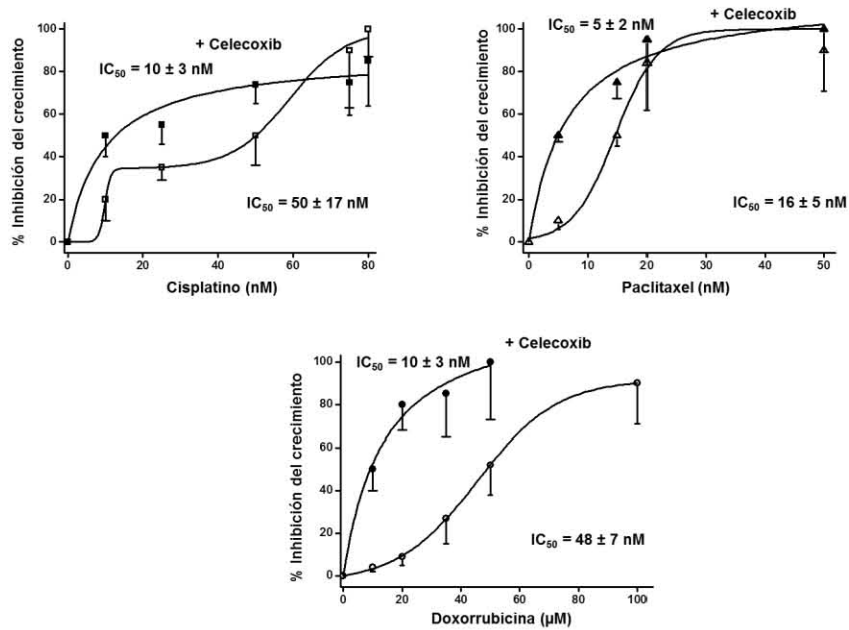 + Celecoxib
IC₅₀ = 10 ± 3 nM
IC₅₀ = 50 ± 17 nM
% Inhibición del crecimiento
100
80
60
40
20
0
0 20 40 60 80
Cisplatino (nM)
+ Celecoxib
IC₅₀ = 5 ± 2 nM
IC₅₀ = 16 ± 5 nM
% Inhibición del crecimiento
100
80
60
40
20
0
0 10 20 30 40 50
Paclitaxel (nM)
+ Celecoxib
IC₅₀ = 10 ± 3 nM
IC₅₀ = 48 ± 7 nM
% Inhibición del crecimiento
100
80
60
40
20
0
0 20 40 60 80 100
Doxorrubicina (µM)